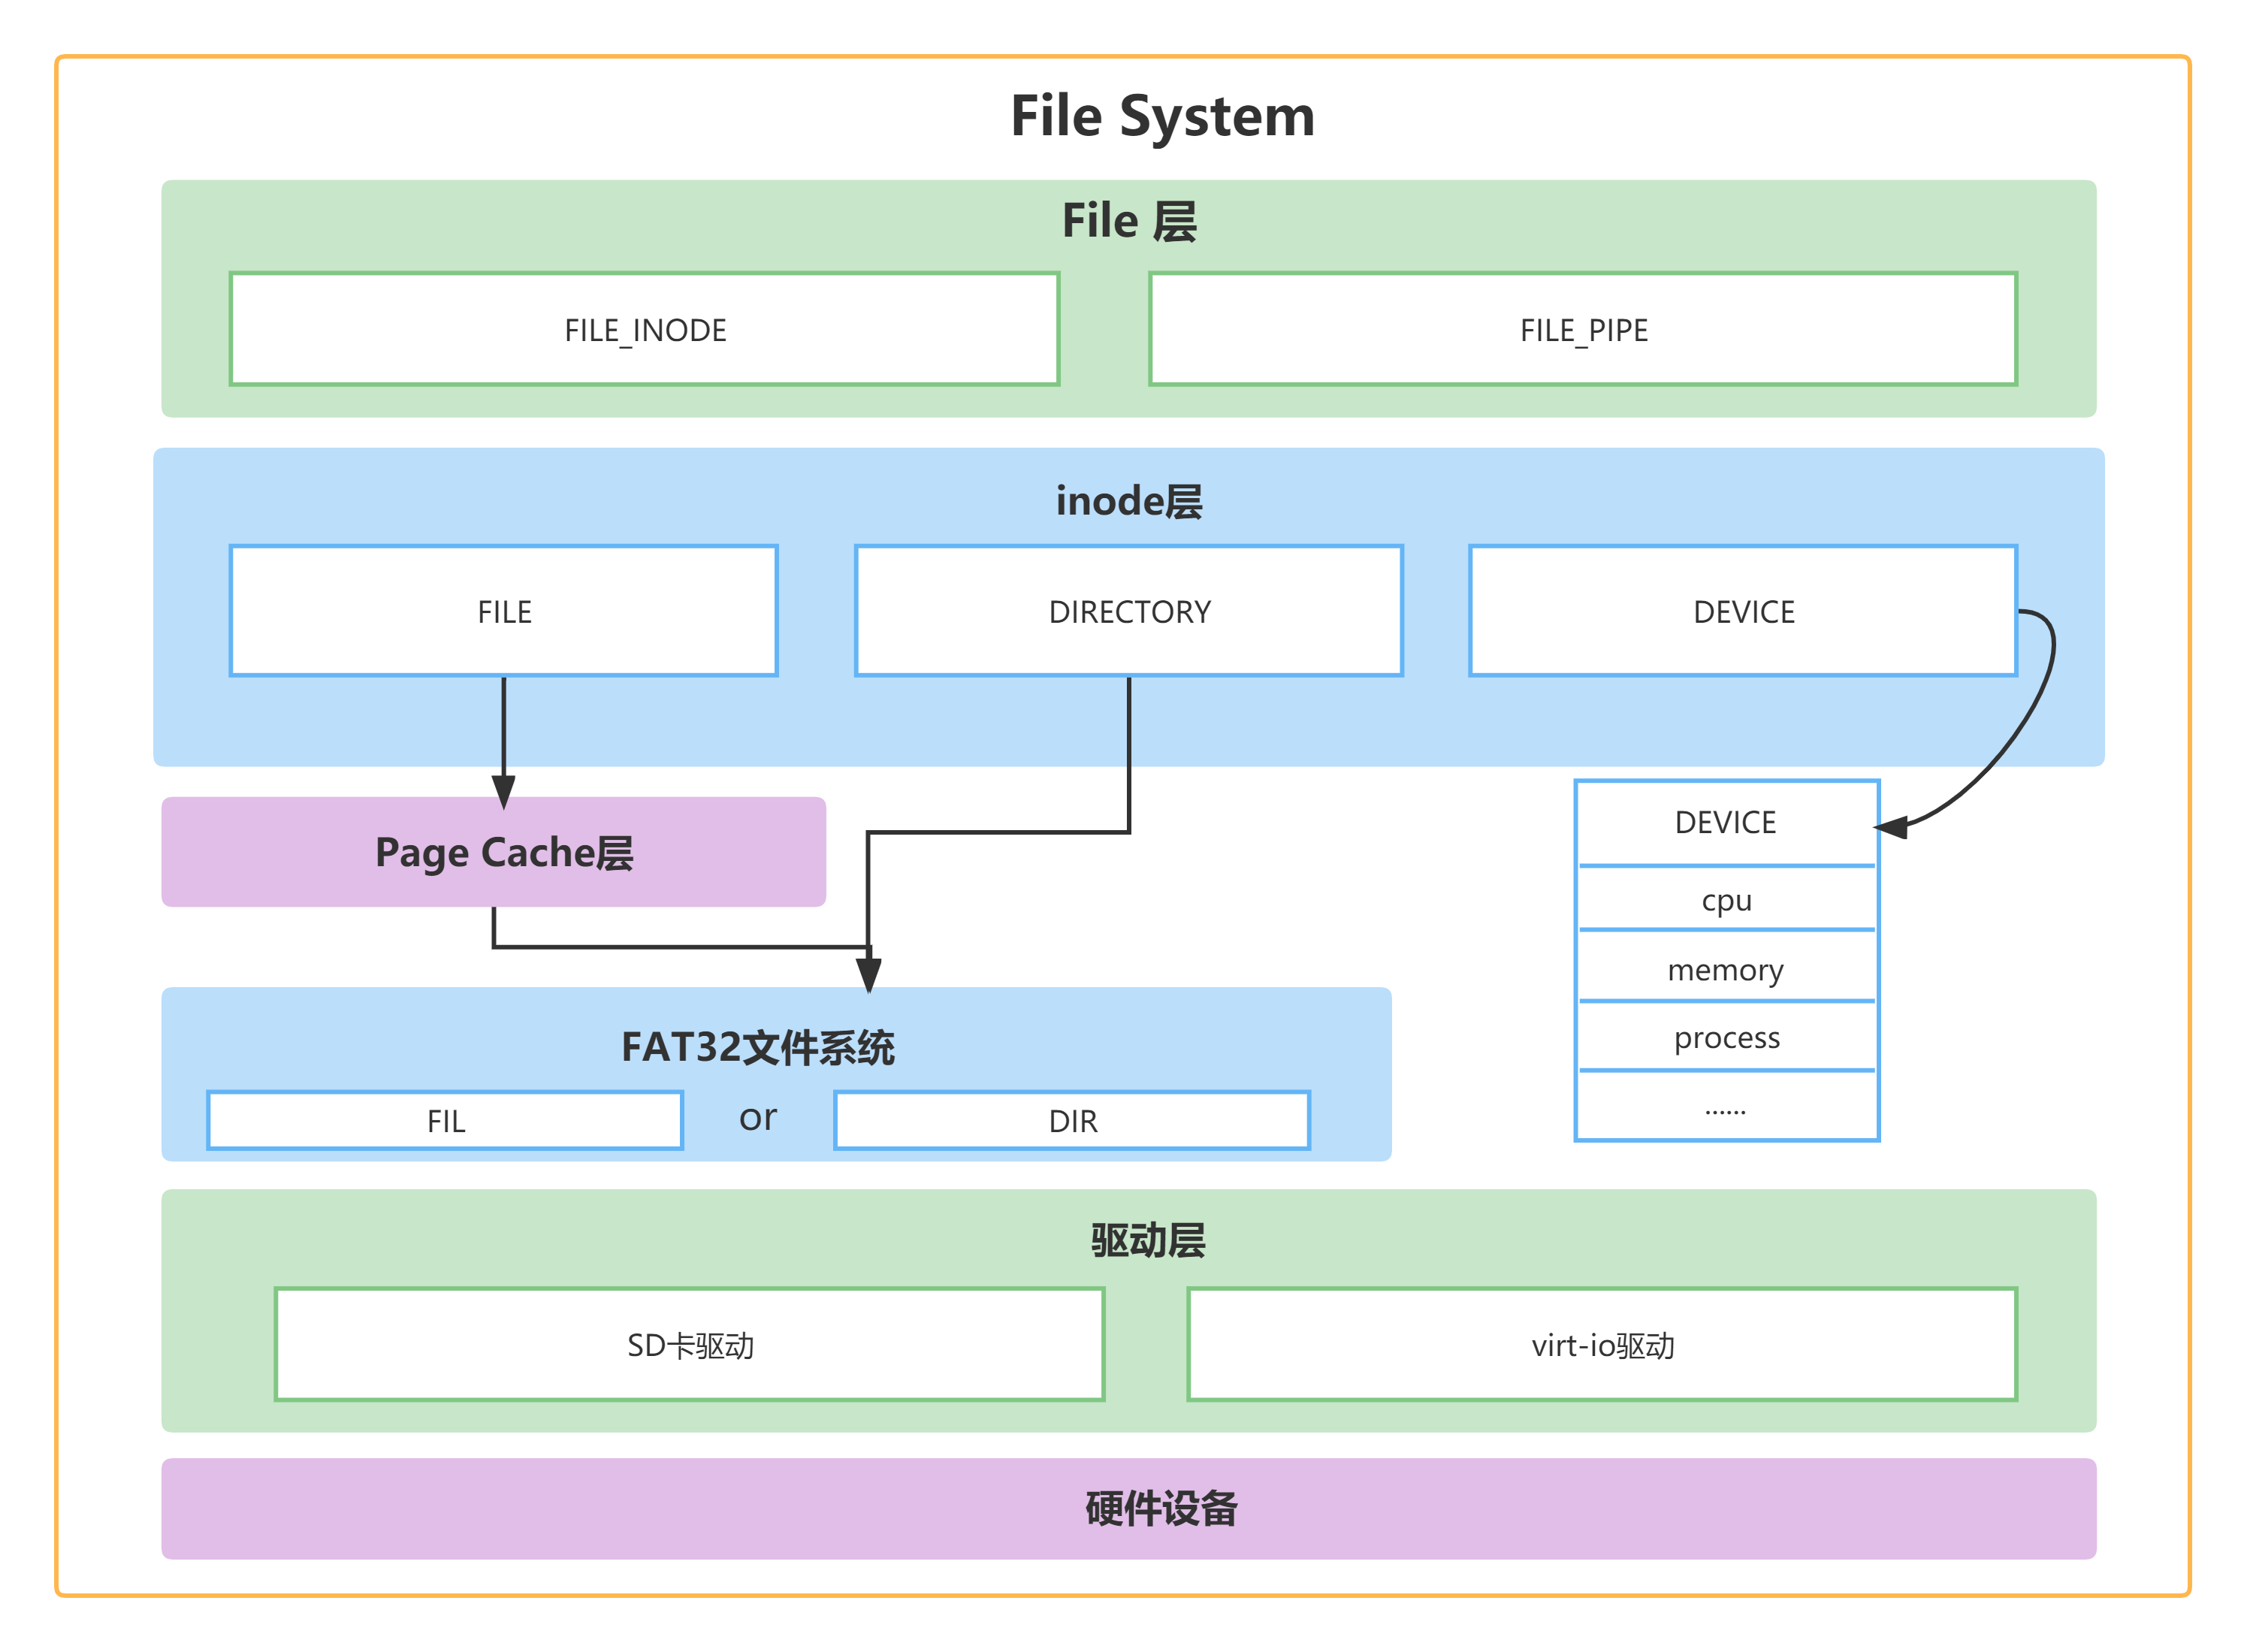 File System
File 层
FILE_INODE
FILE_PIPE
inode层
FILE
DIRECTORY
DEVICE
Page Cache层
DEVICE
cpu
memory
process
......
FAT32文件系统
FIL
or
DIR
驱动层
SD卡驱动
virt-io驱动
硬件设备